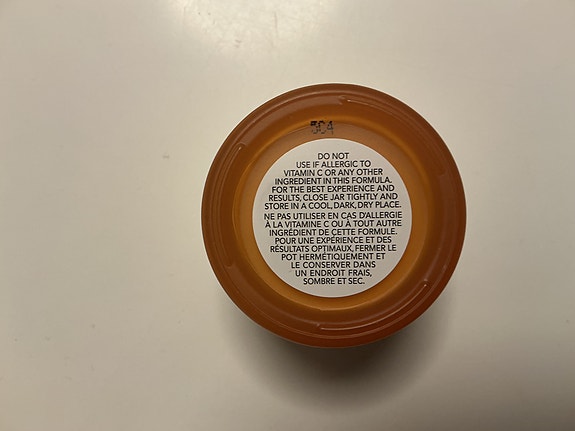 504
DO NOT
USE IF ALLERGIC TO
VITAMIN C OR ANY OTHER
INGREDIENT IN THIS FORMULA.
FOR THE BEST EXPERIENCE AND
RESULTS, CLOSE JAR TIGHTLY AND
STORE IN A COOL, DARK, DRY PLACE.
NE PAS UTILISER EN CAS D'ALLERGIE
À LA VITAMINE C OU À TOUT AUTRE
INGRÉDIENT DE CETTE FORMULE.
POUR UNE EXPÉRIENCE ET DES
RÉSULTATS OPTIMAUX, FERMER LE
POT HERMÉTIQUEMENT ET
LE CONSERVER DANS
UN ENDROIT FRAIS,
SOMBRE ET SEC.